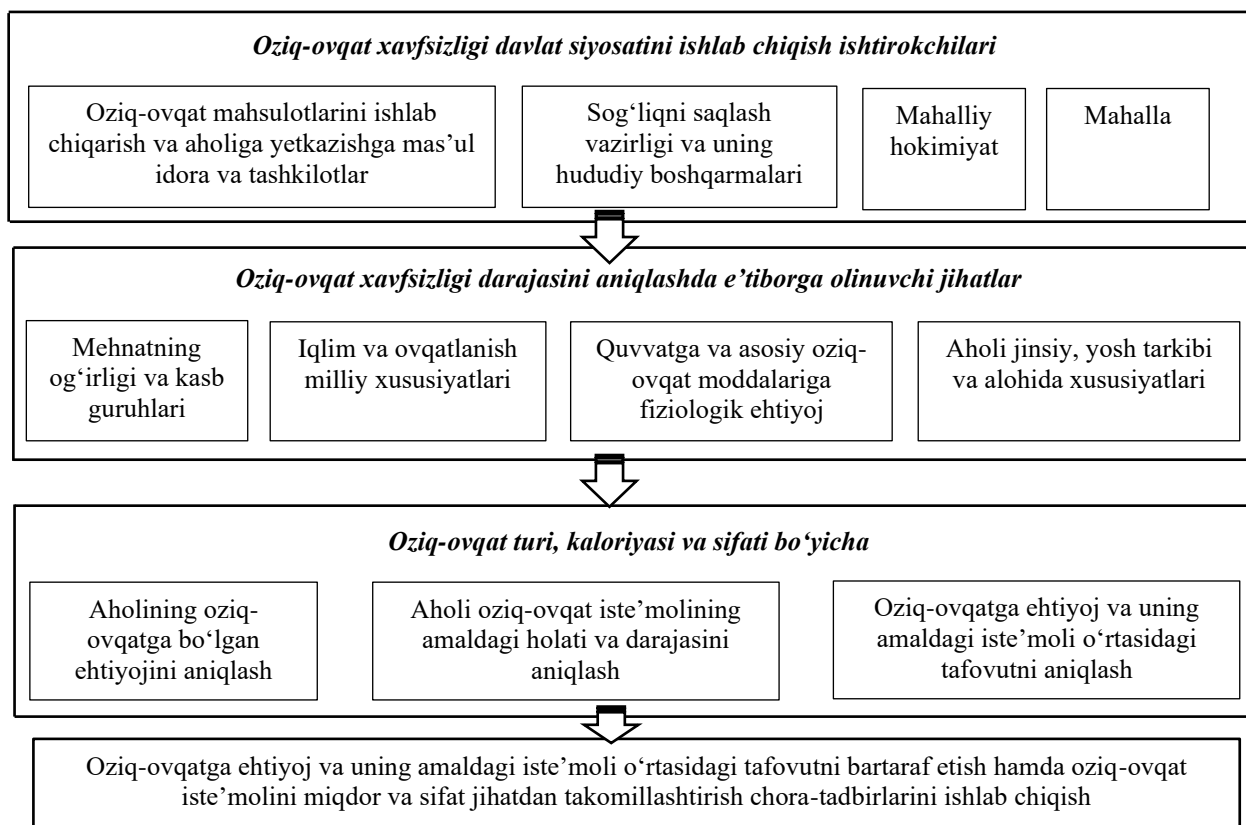 Oziq-ovqat xavfsizligi davlat siyosatini ishlab chiqish ishtirokchilari
Oziq-ovqat mahsulotlarini ishlab
chiqarish va aholiga yetkazishga mas’ul
idora va tashkilotlar
Sog‘liqni saqlash
vazirligi va uning
hududiy boshqarmalari
Mahalliy
hokimiyat
Mahalla
Oziq-ovqat xavfsizligi darajasini aniqlashda e’tiborga olinuvchi jihatlar
Mehnatning
og‘irligi va kasb
guruhlari
Iqlim va ovqatlanish
milliy xususiyatlari
Quvvatga va asosiy oziq-
ovqat moddalariga
fiziologik ehtiyoj
Aholi jinsiy, yosh tarkibi
va alohida xususiyatlari
Oziq-ovqat turi, kaloriyasi va sifati bo‘yicha
Aholining oziq-
ovqatga bo‘lgan
ehtiyojini aniqlash
Aholi oziq-ovqat iste’molining
amaldagi holati va darajasini
aniqlash
Oziq-ovqatga ehtiyoj va uning
amaldagi iste’moli o‘rtasidagi
tafovutni aniqlash
Oziq-ovqatga ehtiyoj va uning amaldagi iste’moli o‘rtasidagi tafovutni bartaraf etish hamda oziq-ovqat
iste’molini miqdor va sifat jihatdan takomillashtirish chora-tadbirlarini ishlab chiqish